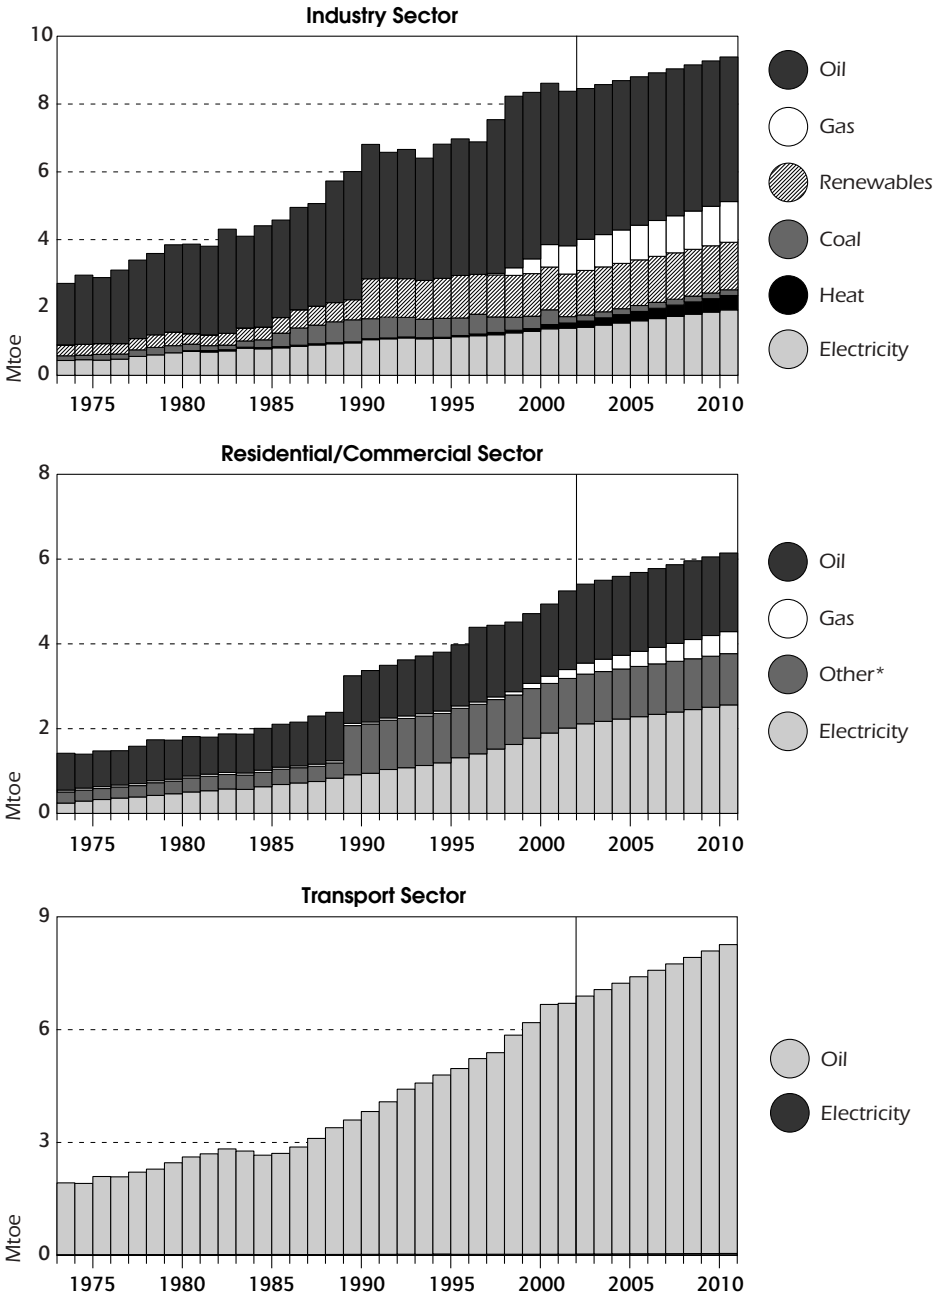 Industry Sector
10
8
6
4
2
0
Mtoe
1975 1980 1985 1990 1995 2000 2005 2010
Oil
Gas
Renewables
Coal
Heat
Electricity
Residential/Commercial Sector
8
6
4
2
0
Mtoe
1975 1980 1985 1990 1995 2000 2005 2010
Oil
Gas
Other*
Electricity
Transport Sector
9
6
3
0
Mtoe
1975 1980 1985 1990 1995 2000 2005 2010
Oil
Electricity